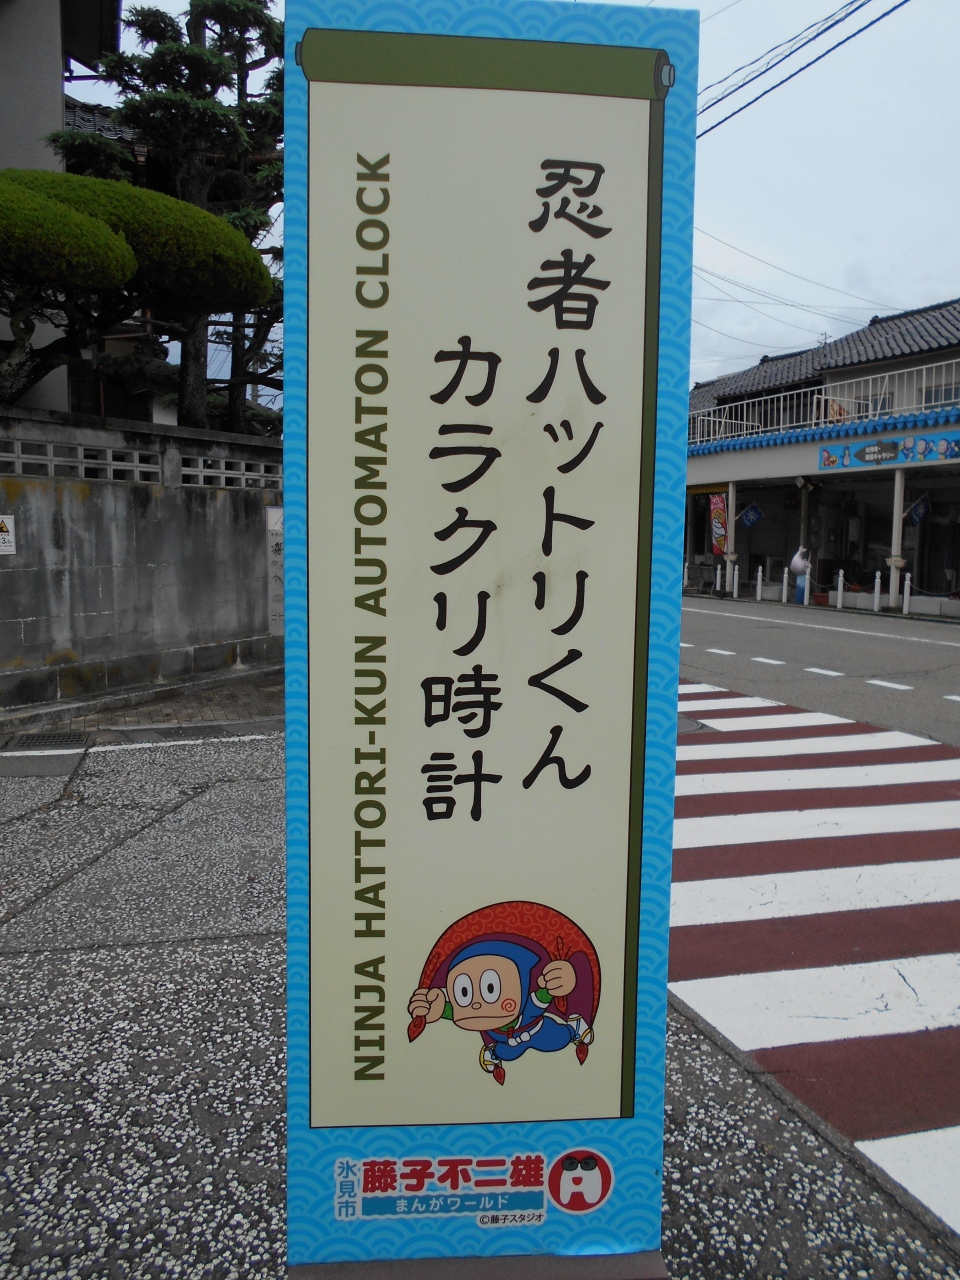 忍者ハットリくん
カラクリ時計
NINJA HATTORI-KUN AUTOMATON CLOCK
氷見市
藤子不二雄Ⓐ
まんがワールド
©藤子スタジオ